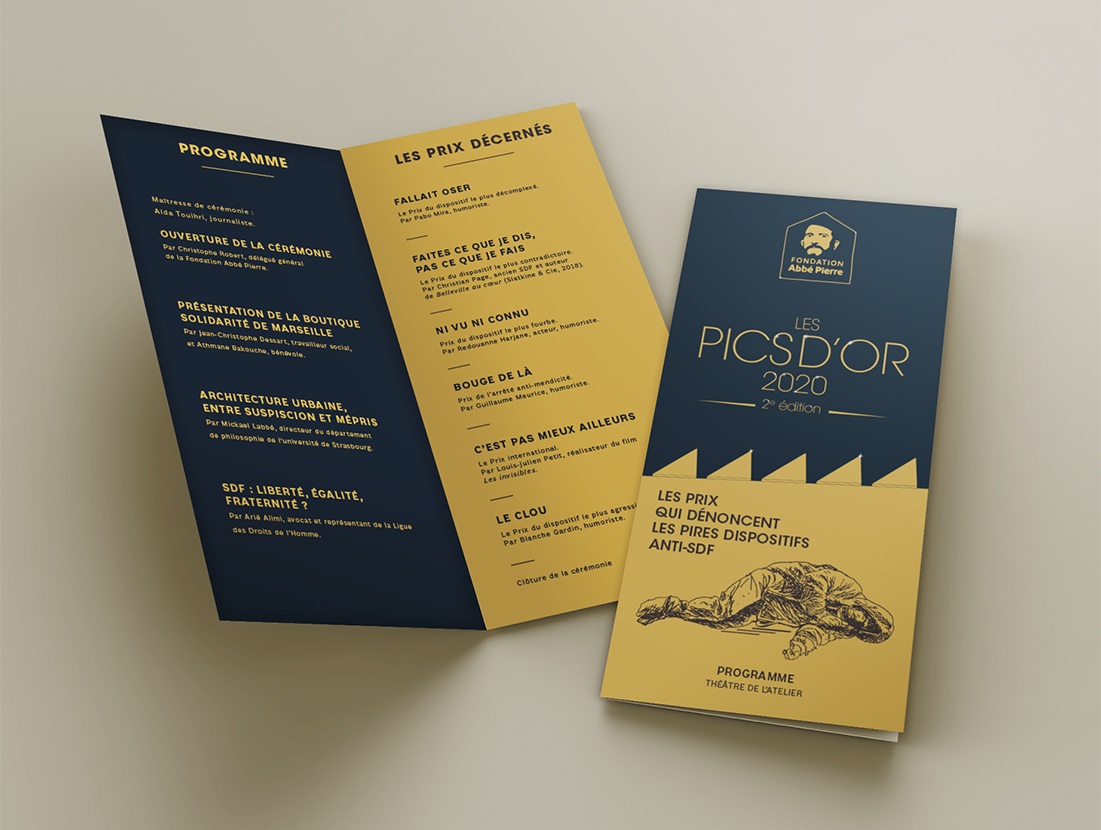 PROGRAMME
Maîtresse de cérémonie :
Aïda Touihri, journaliste.
OUVERTURE DE LA CÉRÉMONIE
Par Christophe Robert, délégué général
de la Fondation Abbé Pierre.
PRÉSENTATION DE LA BOUTIQUE
SOLIDARITÉ DE MARSEILLE
Par Jean-Christophe Dessart, travailleur social,
et Athmane Bakouche, bénévole.
ARCHITECTURE URBAINE,
ENTRE SUSPISCION ET MÉPRIS
Par Mickael Labbé, directeur du département
de philosophie de l'université de Strasbourg.
SDF : LIBERTÉ, ÉGALITÉ,
FRATERNITÉ ?
Par Arié Alimi, avocat et représentant de la Ligue
des Droits de l'Homme.
LES PRIX DÉCERNÉS
FALLAIT OSER
Le Prix du dispositif le plus décomplexé.
Par Pabo Mira, humoriste.
FAITES CE QUE JE DIS,
PAS CE QUE JE FAIS
Le Prix du dispositif le plus contradictoire.
Par Christian Page, ancien SDF et auteur
de Belleville au cœur (Slatkine & Cie, 2018).
NI VU NI CONNU
Prix du dispositif le plus fourbe.
Par Redouanne Harjane, acteur, humoriste.
BOUGE DE LÀ
Prix de l'arrêté anti-mendicité.
Par Guillaume Meurice, humoriste.
C'EST PAS MIEUX AILLEURS
Le Prix international.
Par Louis-Julien Petit, réalisateur du film
Les invisibles.
LE CLOU
Le Prix du dispositif le plus agressi
Par Blanche Gardin, humoriste.
Clôture de la cérémonie
FONDATION
Abbé Pierre
LES
PICS D'OR
2020
2e édition
LES PRIX
QUI DÉNONCENT
LES PIRES DISPOSITIFS
ANTI-SDF
PROGRAMME
THÉÂTRE DE L'ATELIER